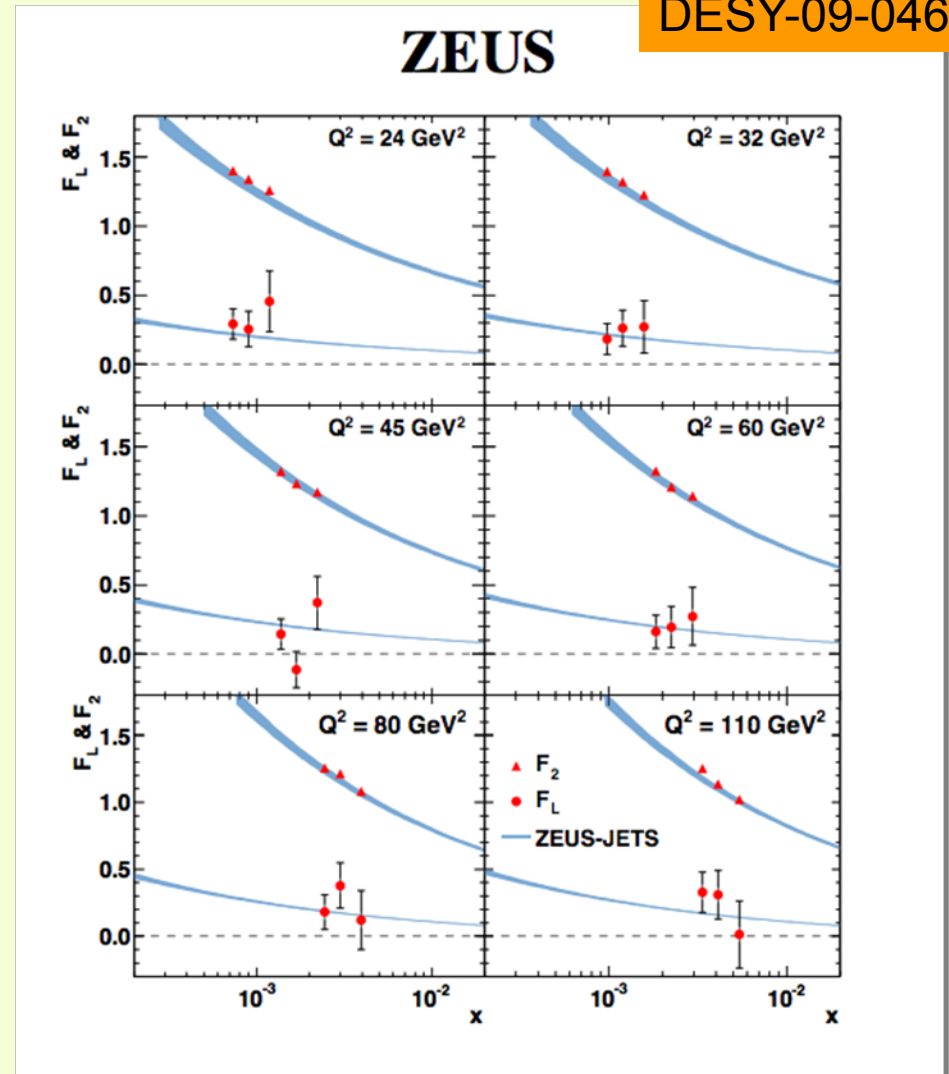 DESY-09-046
ZEUS
F_L & F_2
Q² = 24 GeV²
Q² = 32 GeV²
1.5
1.0
0.5
0.0
F_L & F_2
Q² = 45 GeV²
Q² = 60 GeV²
1.5
1.0
0.5
0.0
F_L & F_2
Q² = 80 GeV²
Q² = 110 GeV²
1.5
1.0
0.5
0.0
F_2
F_L
ZEUS-JETS
10⁻³ 10⁻² 10⁻³ 10⁻²
x x